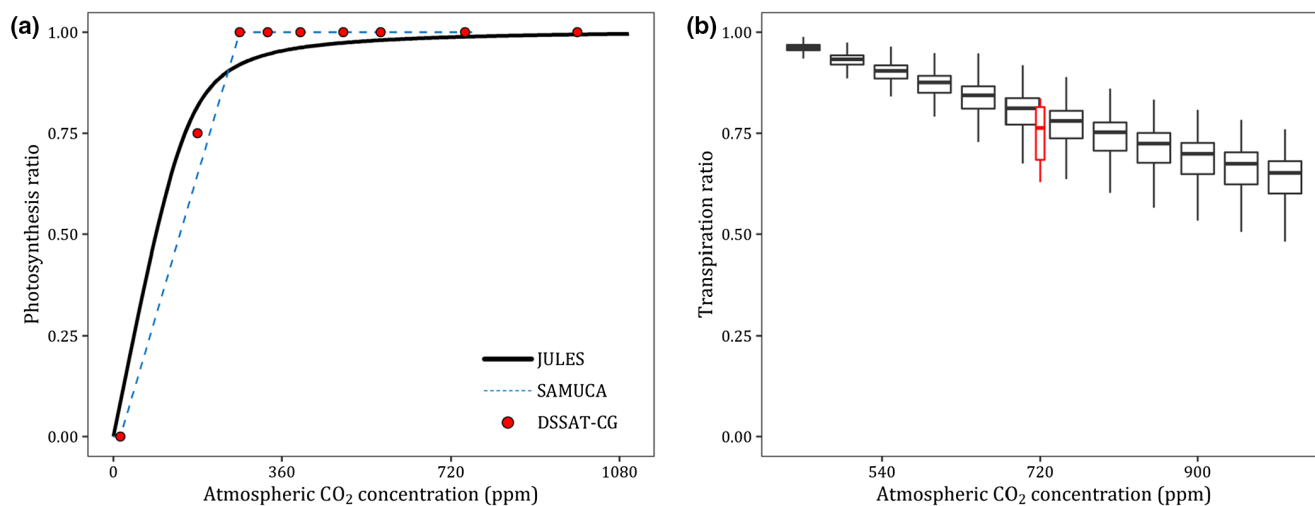 (a)
1.00
0.75
0.50
0.25
0.00
Photosynthesis ratio
JULES
SAMUCA
DSSAT-CG
0 360 720 1080
Atmospheric CO₂ concentration (ppm)
(b)
1.00
0.75
0.50
0.25
0.00
Transpiration ratio
540 720 900
Atmospheric CO₂ concentration (ppm)